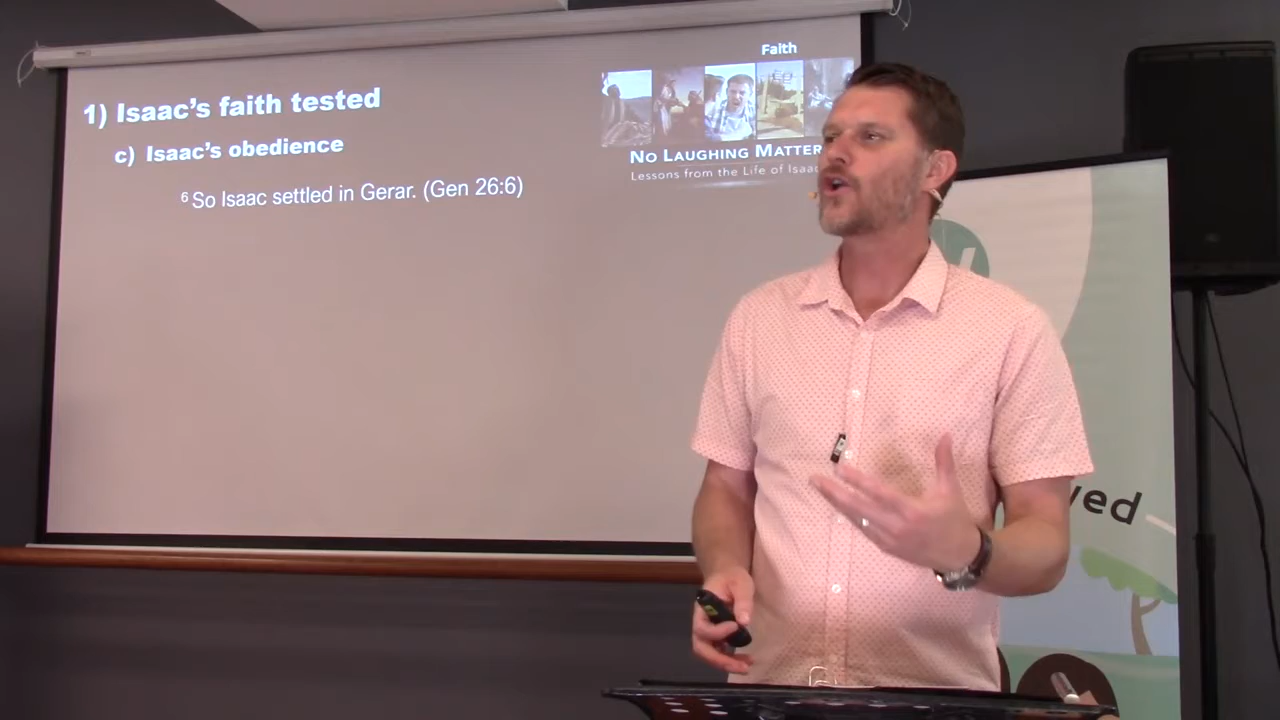 Faith
1) Isaac's faith tested
c) Isaac's obedience
6 So Isaac settled in Gerar. (Gen 26:6)
NO LAUGHING MATTER
Lessons from the Life of Isaac